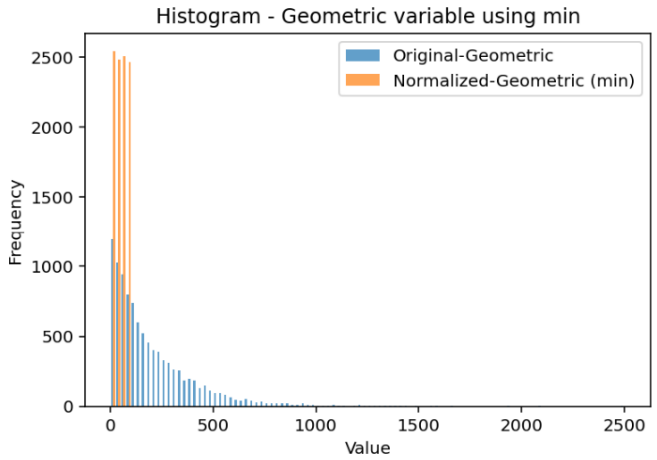 Histogram - Geometric variable using min
Original-Geometric
Normalized-Geometric (min)
2500
2000
1500
1000
500
0
Frequency
0 500 1000 1500 2000 2500
Value